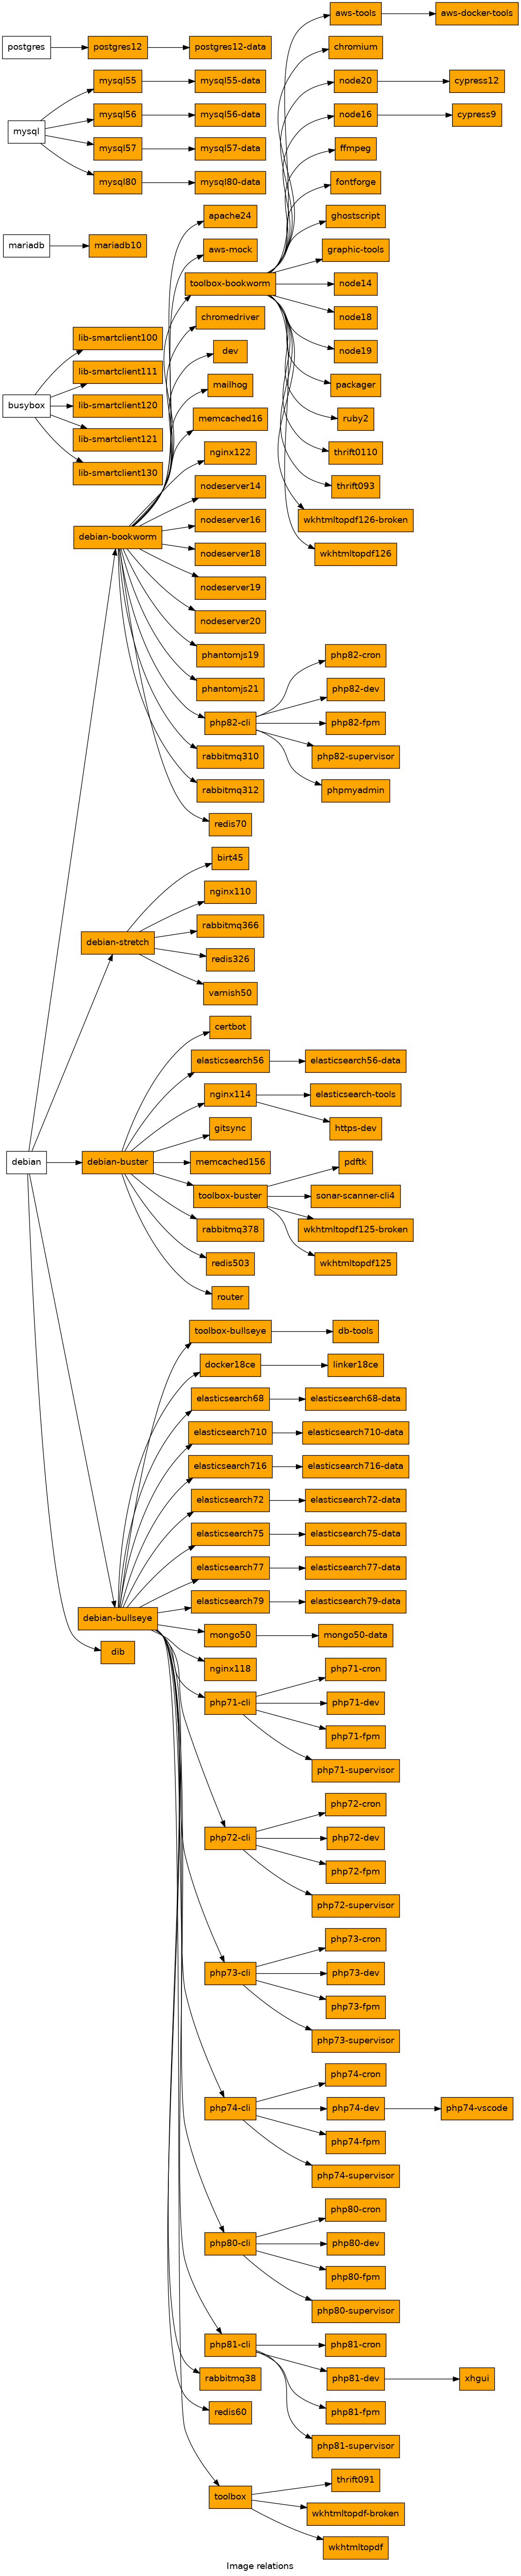 aws-tools
aws-docker-tools
postgres
postgres12
postgres12-data
chromium
mysql55
mysql55-data
node20
cypress12
mysql
mysql56
mysql56-data
node16
cypress9
mysql57
mysql57-data
ffmpeg
mysql80
mysql80-data
fontforge
apache24
ghostscript
mariadb
mariadb10
aws-mock
graphic-tools
toolbox-bookworm
node14
chromedriver
node18
lib-smartclient100
dev
node19
lib-smartclient111
mailhog
packager
busybox
lib-smartclient120
memcached16
ruby2
lib-smartclient121
nginx122
thrift0110
lib-smartclient130
nodeserver14
thrift093
nodeserver16
wkhtmltopdf126-broken
debian-bookworm
nodeserver18
wkhtmltopdf126
nodeserver19
nodeserver20
phantomjs19
php82-cron
phantomjs21
php82-dev
php82-cli
php82-fpm
rabbitmq310
php82-supervisor
rabbitmq312
phpmyadmin
redis70
birt45
nginx110
rabbitmq366
debian-stretch
redis326
varnish50
certbot
elasticsearch56
elasticsearch56-data
nginx114
elasticsearch-tools
gitsync
https-dev
debian
debian-buster
memcached156
pdftk
toolbox-buster
sonar-scanner-cli4
rabbitmq378
wkhtmltopdf125-broken
redis503
wkhtmltopdf125
router
toolbox-bullseye
db-tools
docker18ce
linker18ce
elasticsearch68
elasticsearch68-data
elasticsearch710
elasticsearch710-data
elasticsearch716
elasticsearch716-data
elasticsearch72
elasticsearch72-data
elasticsearch75
elasticsearch75-data
elasticsearch77
elasticsearch77-data
elasticsearch79
elasticsearch79-data
debian-bullseye
mongo50
mongo50-data
dib
nginx118
php71-cron
php71-cli
php71-dev
php71-fpm
php71-supervisor
php72-cron
php72-cli
php72-dev
php72-fpm
php72-supervisor
php73-cron
php73-cli
php73-dev
php73-fpm
php73-supervisor
php74-cron
php74-cli
php74-dev
php74-vscode
php74-fpm
php74-supervisor
php80-cron
php80-cli
php80-dev
php80-fpm
php80-supervisor
php81-cli
php81-cron
rabbitmq38
php81-dev
xhgui
redis60
php81-fpm
php81-supervisor
thrift091
toolbox
wkhtmltopdf-broken
wkhtmltopdf
Image relations